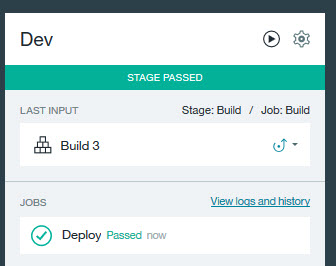 Dev
STAGE PASSED
LAST INPUT Stage: Build / Job: Build
Build 3
JOBS View logs and history
Deploy Passed now